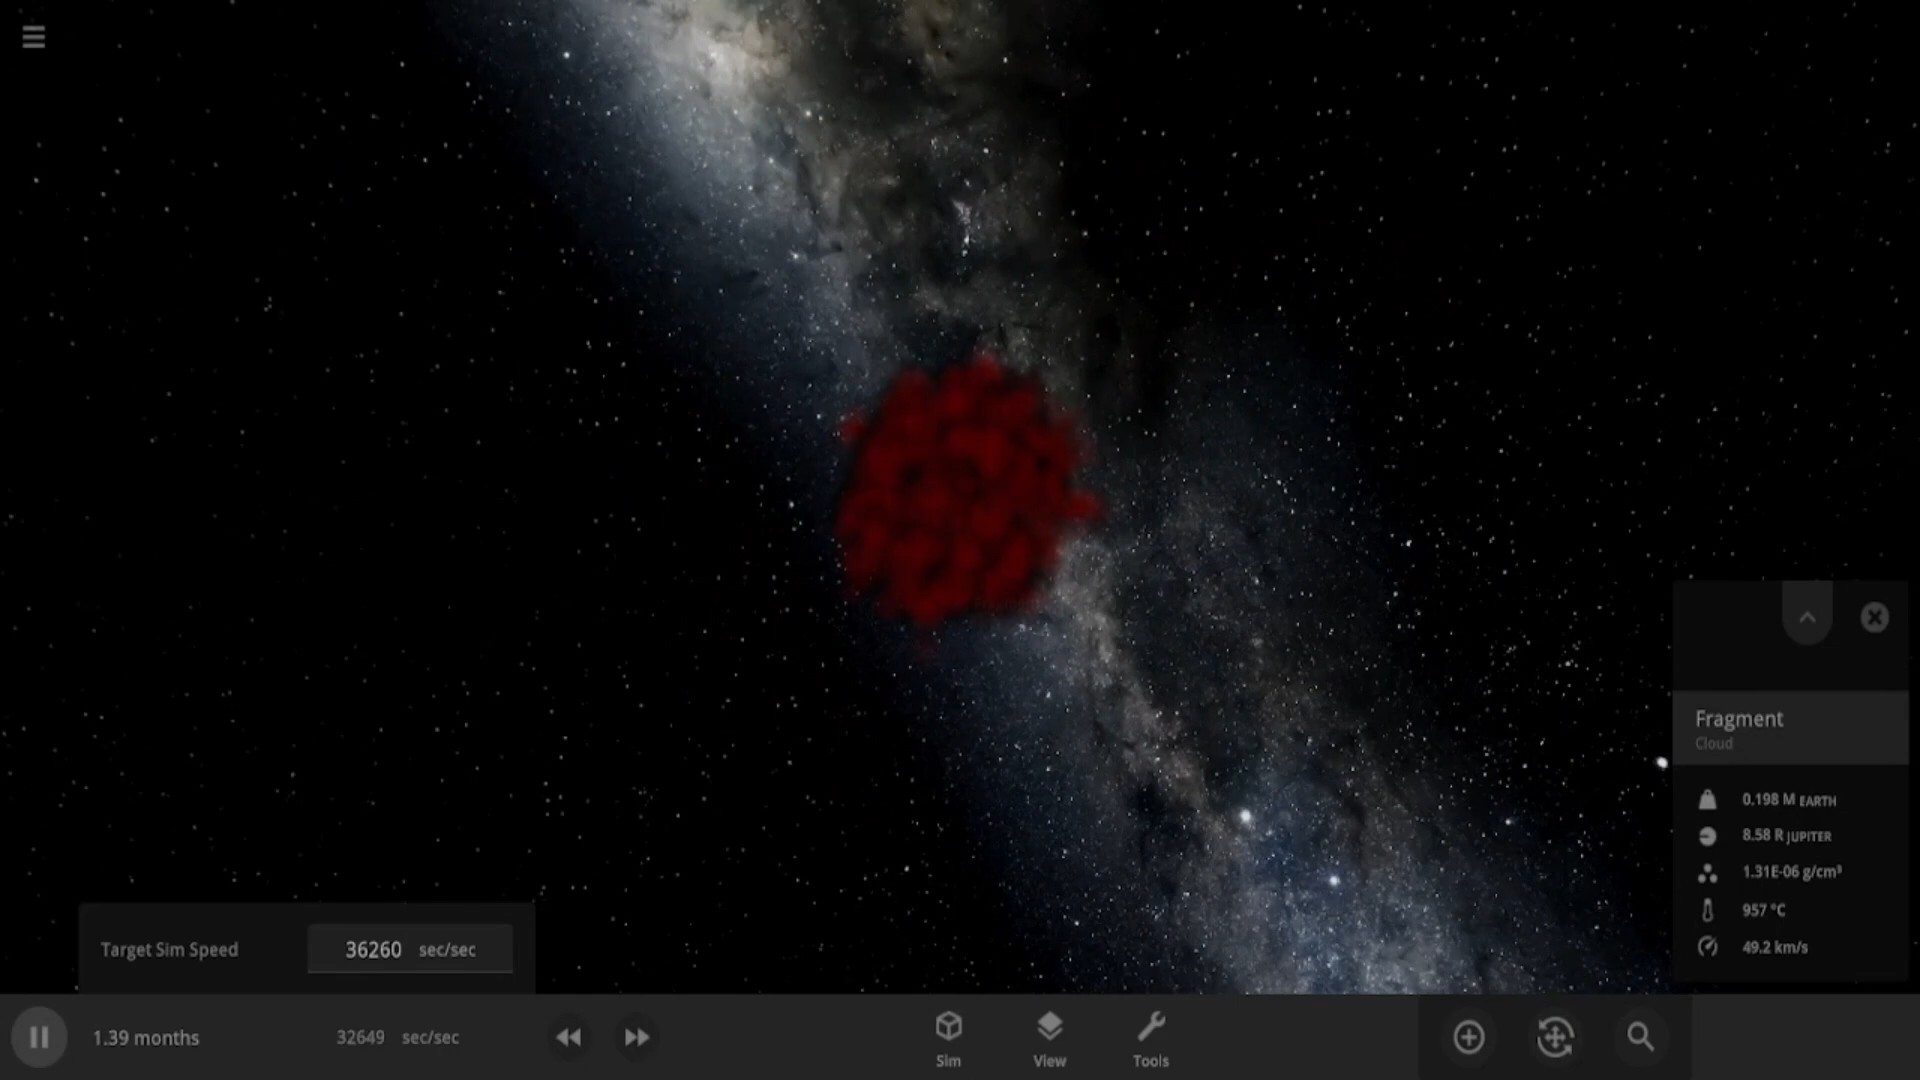 Fragment
Cloud
0.198 M EARTH
8.58 R JUPITER
1.31E-06 g/cm³
957 °C
49.2 km/s
Target Sim Speed 36260 sec/sec
1.39 months 32649 sec/sec
Sim View Tools